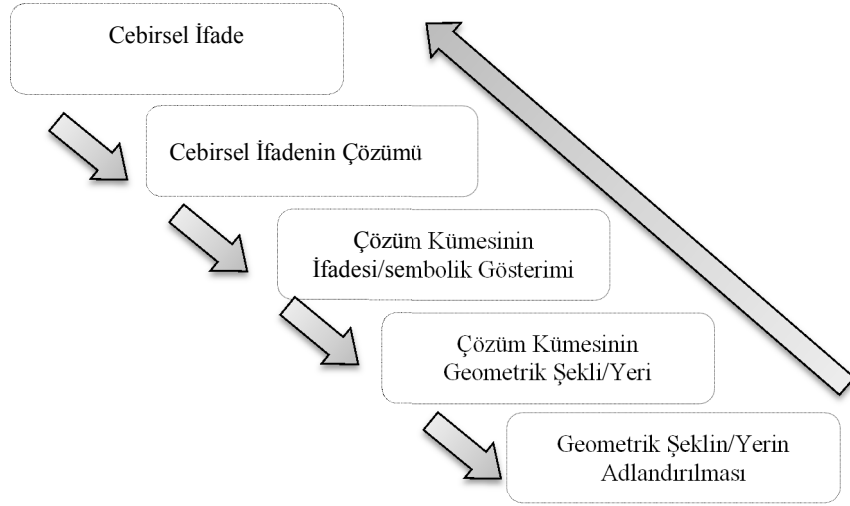 Cebirsel İfade
Cebirsel İfadenin Çözümü
Çözüm Kümesinin
İfadesi/sembolik Gösterimi
Çözüm Kümesinin
Geometrik Şekli/Yeri
Geometrik Şeklin/Yerin
Adlandırılması